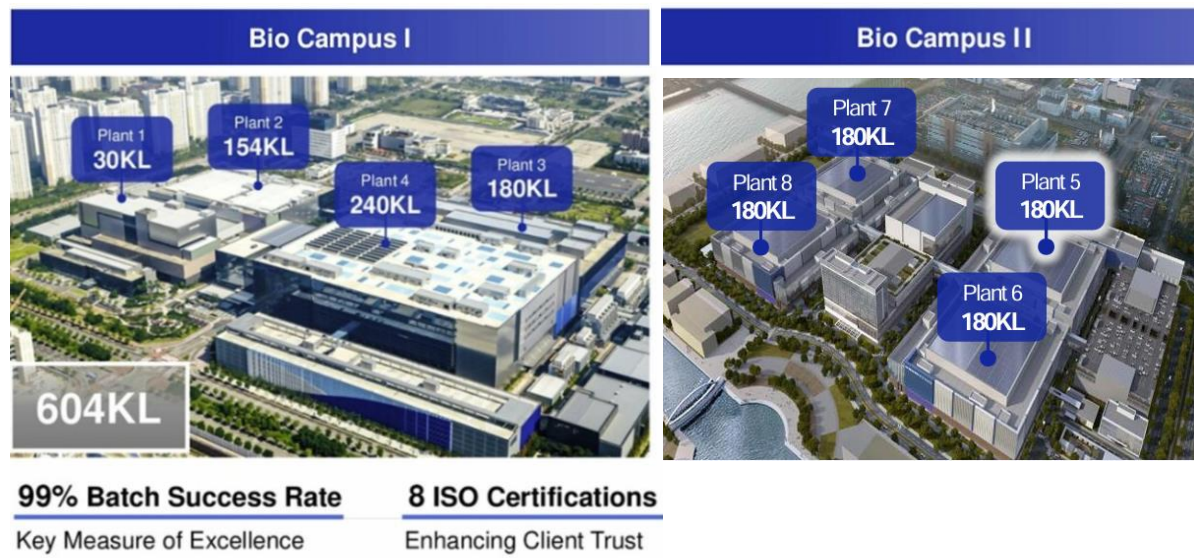 Bio Campus I
Plant 1
30KL
Plant 2
154KL
Plant 4
240KL
Plant 3
180KL
604KL
99% Batch Success Rate
Key Measure of Excellence
8 ISO Certifications
Enhancing Client Trust
Bio Campus II
Plant 7
180KL
Plant 8
180KL
Plant 5
180KL
Plant 6
180KL